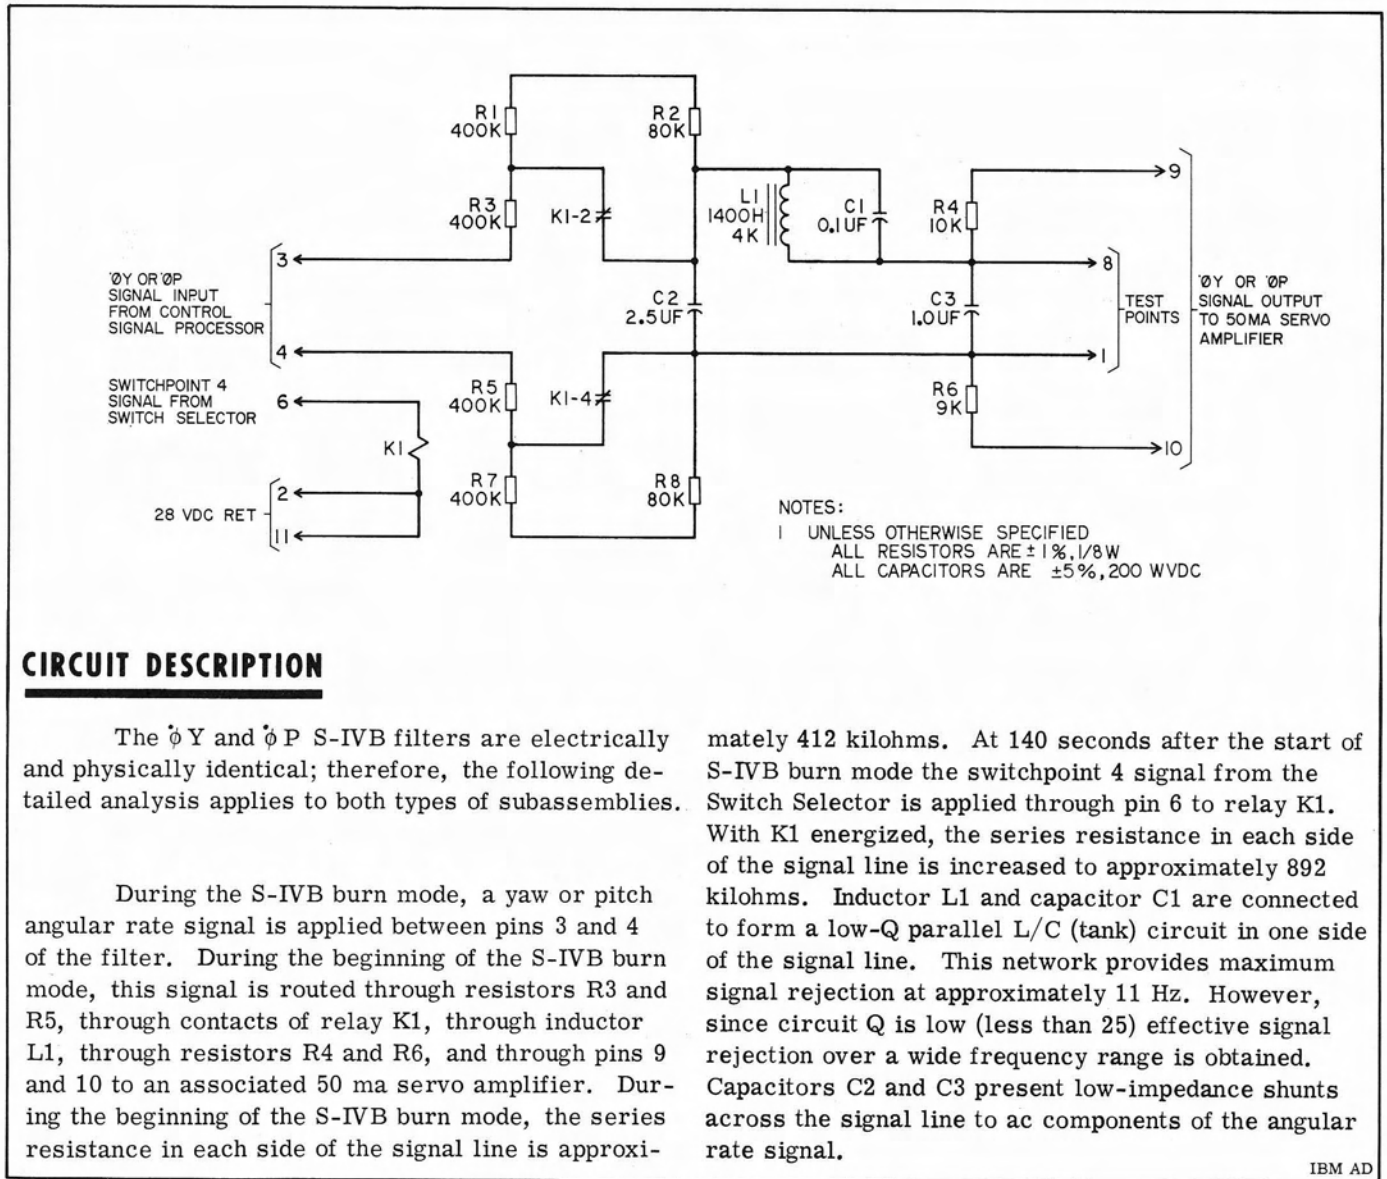 R1
400K
R2
80K
R3
400K
K1-2
L1
1400H
4K
C1
0.1UF
R4
10K
9
3
8
·ØY OR ·ØP
SIGNAL INPUT
FROM CONTROL
SIGNAL PROCESSOR
C2
2.5UF
C3
1.0UF
TEST
POINTS
·ØY OR ·ØP
SIGNAL OUTPUT
TO 50MA SERVO
AMPLIFIER
4
1
SWITCHPOINT 4
SIGNAL FROM
SWITCH SELECTOR
6
R5
400K
K1-4
R6
9K
K1
10
28 VDC RET
2
11
R7
400K
R8
80K
NOTES:
1 UNLESS OTHERWISE SPECIFIED
ALL RESISTORS ARE ± 1%, 1/8W
ALL CAPACITORS ARE ±5%, 200 WVDC
CIRCUIT DESCRIPTION
The φ̇ Y and φ̇ P S-IVB filters are electrically
and physically identical; therefore, the following de-
tailed analysis applies to both types of subassemblies.
During the S-IVB burn mode, a yaw or pitch
angular rate signal is applied between pins 3 and 4
of the filter. During the beginning of the S-IVB burn
mode, this signal is routed through resistors R3 and
R5, through contacts of relay K1, through inductor
L1, through resistors R4 and R6, and through pins 9
and 10 to an associated 50 ma servo amplifier. Dur-
ing the beginning of the S-IVB burn mode, the series
resistance in each side of the signal line is approxi-
mately 412 kilohms. At 140 seconds after the start of
S-IVB burn mode the switchpoint 4 signal from the
Switch Selector is applied through pin 6 to relay K1.
With K1 energized, the series resistance in each side
of the signal line is increased to approximately 892
kilohms. Inductor L1 and capacitor C1 are connected
to form a low-Q parallel L/C (tank) circuit in one side
of the signal line. This network provides maximum
signal rejection at approximately 11 Hz. However,
since circuit Q is low (less than 25) effective signal
rejection over a wide frequency range is obtained.
Capacitors C2 and C3 present low-impedance shunts
across the signal line to ac components of the angular
rate signal.
IBM AD